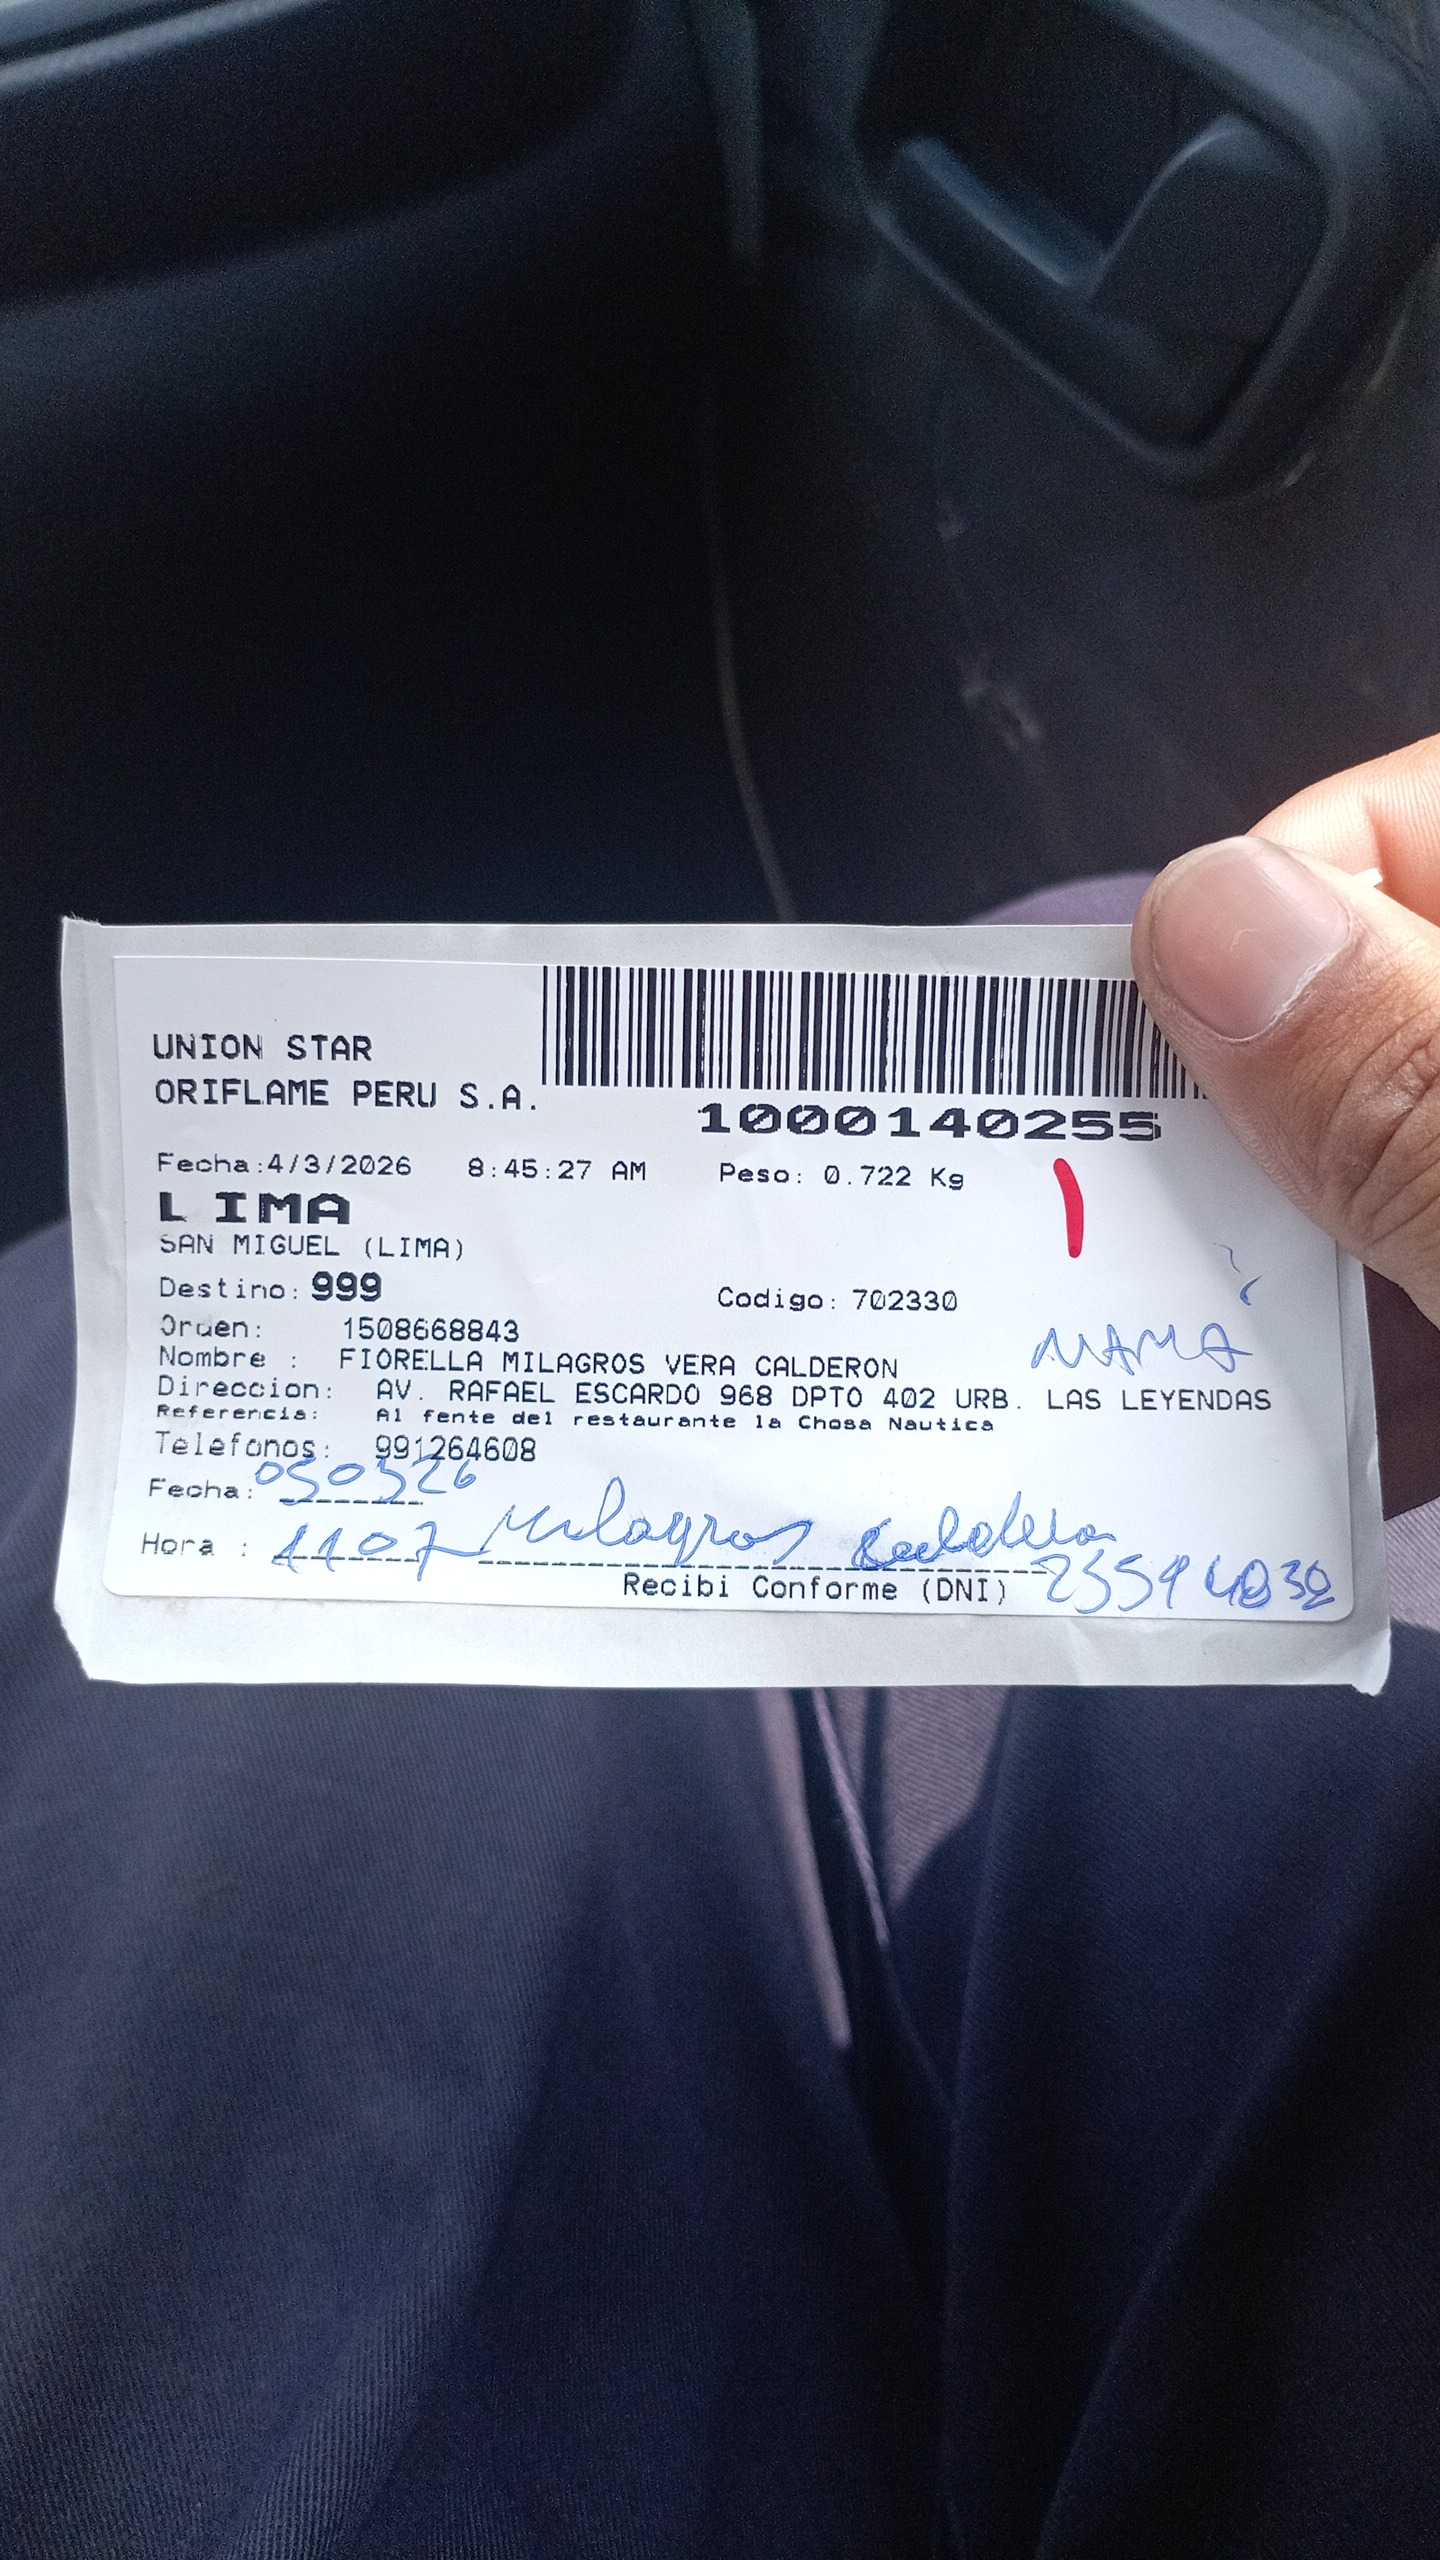 UNION STAR
ORIFLAME PERU S.A.
1000140255
Fecha:4/3/2026 8:45:27 AM Peso: 0.722 Kg
LIMA
SAN MIGUEL (LIMA)
Destino: 999 Codigo: 702330
Orden: 1508668843
Nombre : FIORELLA MILAGROS VERA CALDERON
MAMA
Direccion: AV. RAFAEL ESCARDO 968 DPTO 402 URB. LAS LEYENDAS
Referencia: Al fente del restaurante la Chosa Nautica
Telefonos: 991264608
Fecha: 050326
Hora : 1107 Milagros Calderon
Recibi Conforme (DNI)